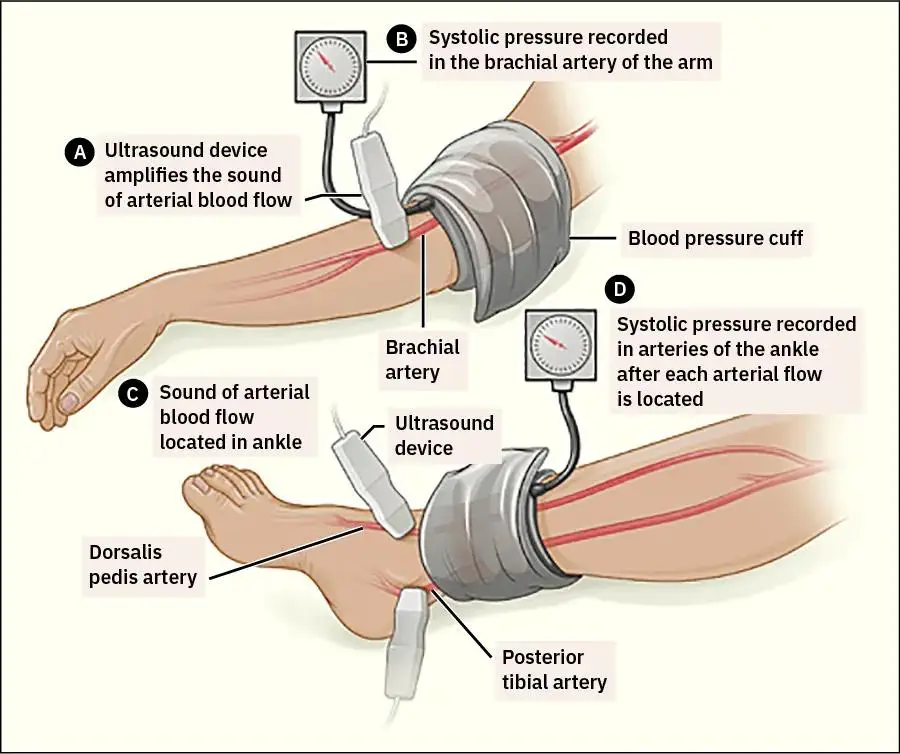 B
Systolic pressure recorded
in the brachial artery of the arm
A
Ultrasound device
amplifies the sound
of arterial blood flow
Blood pressure cuff
D
Systolic pressure recorded
in arteries of the ankle
after each arterial flow
is located
Brachial
artery
C
Sound of arterial
blood flow
located in ankle
Ultrasound
device
Dorsalis
pedis artery
Posterior
tibial artery